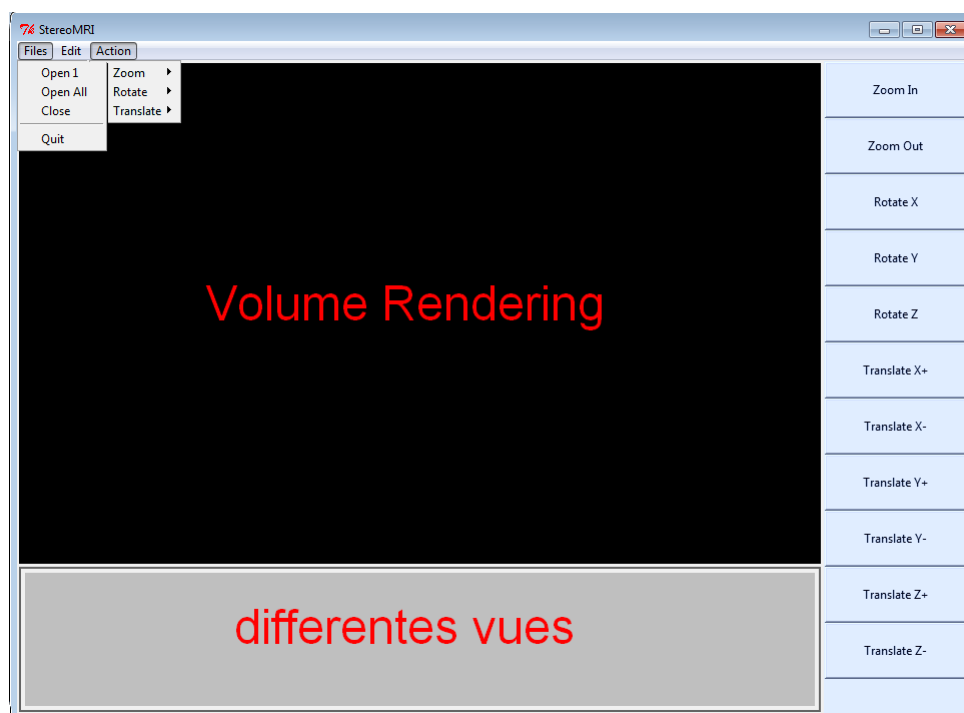 StereoMRI
Files Edit Action
Open 1
Open All
Close
Quit
Zoom
Rotate
Translate
Volume Rendering
differentes vues
Zoom In
Zoom Out
Rotate X
Rotate Y
Rotate Z
Translate X+
Translate X-
Translate Y+
Translate Y-
Translate Z+
Translate Z-